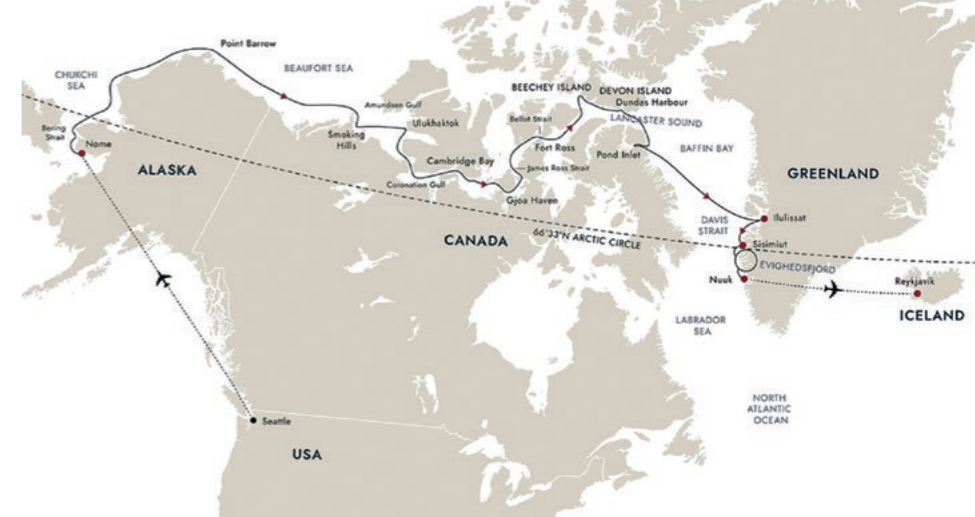 Point Barrow
BEAUFORT SEA
CHUKCHI
SEA
BEECHEY ISLAND
DEVON ISLAND
Dundas Harbour
Amundsen Gulf
Ulukhaktok
Bellot Strait
LANCASTER SOUND
Bering
Strait
Nome
Smoking
Hills
Fort Ross
Pond Inlet
BAFFIN BAY
ALASKA
Cambridge Bay
James Ross Strait
GREENLAND
Coronation Gulf
Gjoa Haven
Ilulissat
DAVIS
STRAIT
CANADA
66°33"N ARCTIC CIRCLE
Sisimiut
EVIGHEDSFJORD
Nuuk
Reykjavik
ICELAND
LABRADOR
SEA
NORTH
ATLANTIC
OCEAN
Seattle
USA